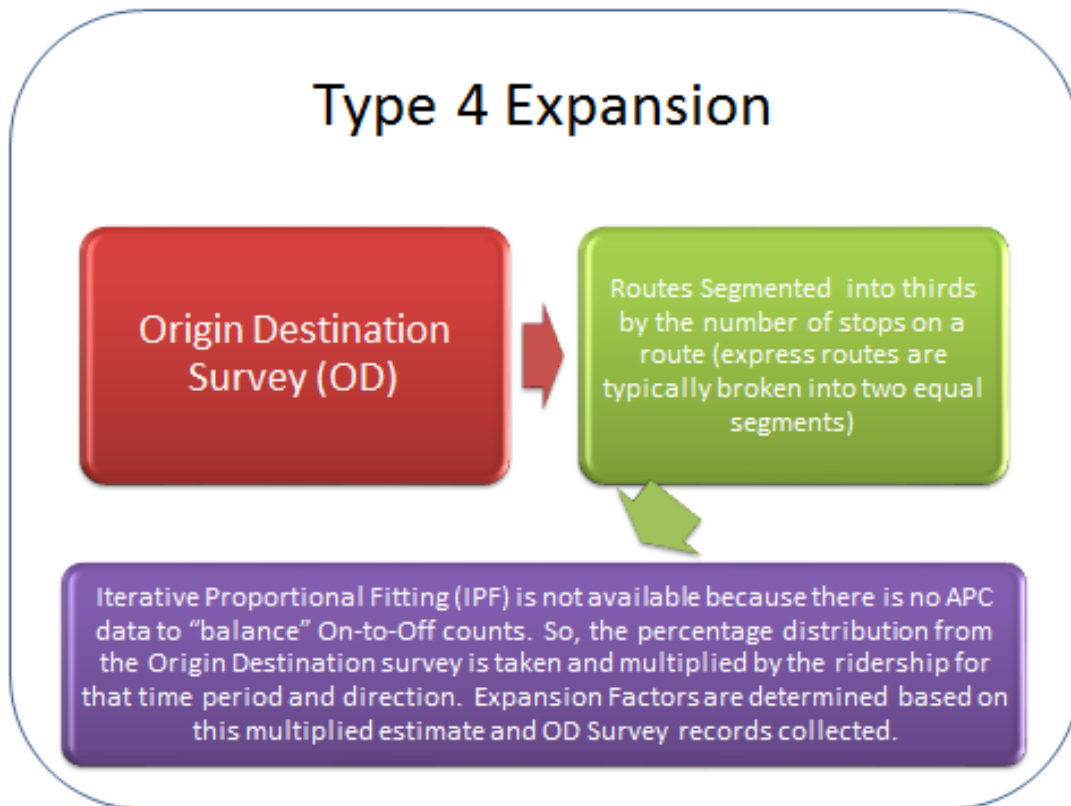 Type 4 Expansion
Origin Destination
Survey (OD)
Routes Segmented into thirds
by the number of stops on a
route (express routes are
typically broken into two equal
segments)
Iterative Proportional Fitting (IPF) is not available because there is no APC
data to “balance” On-to-Off counts. So, the percentage distribution from
the Origin Destination survey is taken and multiplied by the ridership for
that time period and direction. Expansion Factors are determined based on
this multiplied estimate and OD Survey records collected.